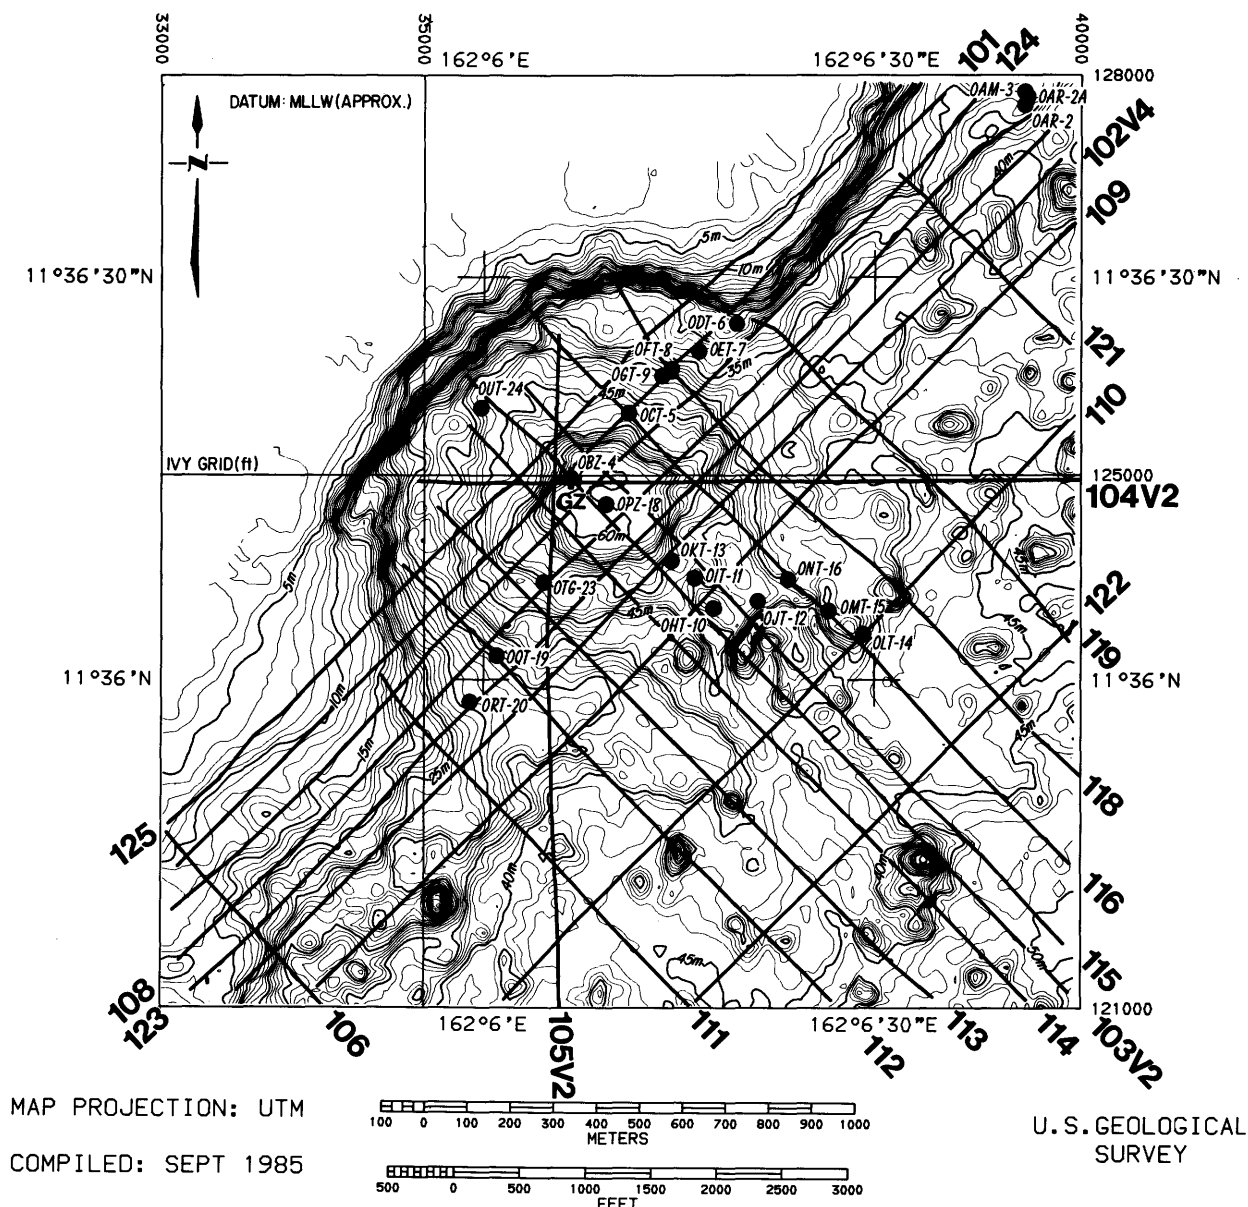 33000
35000
162°6'E
162°6'30"E
101
124
40000
128000
DATUM: MLLW(APPROX.)
N
OAM-3
OAR-2A
OAR-2
102V4
40m
109
5m
11°36'30"N
10m
11°36'30"N
ODT-6
OET-7
OFT-8
35m
121
OGT-9
OUT-24
45m
OCT-5
110
IVY GRID(ft)
OBZ-4
125000
GZ
OPZ-18
104V2
60m
OKT-13
OIT-11
ONT-16
45m
5m
OTG-23
45m
OHT-10
OJT-12
OMT-15
OLT-14
45m
122
119
OQT-19
11°36'N
11°36'N
10m
ORT-20
15m
25m
45m
118
125
40m
40m
116
45m
50m
115
108
123
106
162°6'E
105V2
111
162°6'30"E
112
113
114
121000
103V2
MAP PROJECTION: UTM
100 0 100 200 300 400 500 600 700 800 900 1000
METERS
U.S. GEOLOGICAL
SURVEY
COMPILED: SEPT 1985
500 0 500 1000 1500 2000 2500 3000
FEET